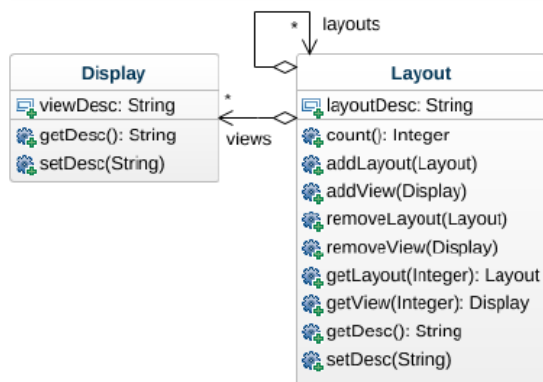 * layouts
Display
viewDesc: String
getDesc(): String
setDesc(String)
*
views
Layout
layoutDesc: String
count(): Integer
addLayout(Layout)
addView(Display)
removeLayout(Layout)
removeView(Display)
getLayout(Integer): Layout
getView(Integer): Display
getDesc(): String
setDesc(String)